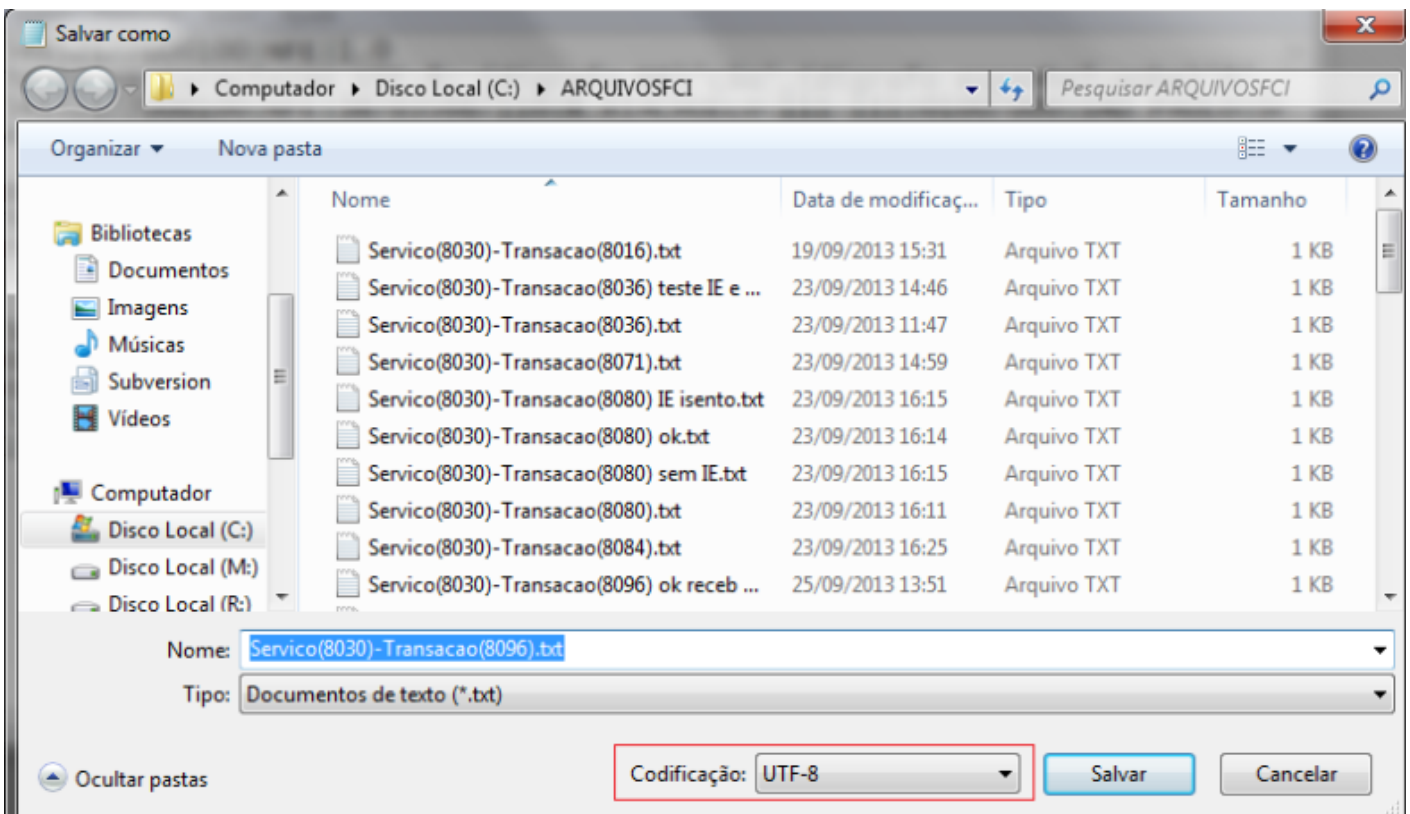 Salvar como
Computador Disco Local (C:) ARQUIVOSFCI Pesquisar ARQUIVOSFCI
Organizar Nova pasta
Nome Data de modificaç... Tipo Tamanho
Bibliotecas
Documentos
Imagens
Músicas
Subversion
Vídeos
Computador
Disco Local (C:)
Disco Local (M:)
Disco Local (R:)
Servico(8030)-Transacao(8016).txt 19/09/2013 15:31 Arquivo TXT 1 KB
Servico(8030)-Transacao(8036) teste IE e ... 23/09/2013 14:46 Arquivo TXT 1 KB
Servico(8030)-Transacao(8036).txt 23/09/2013 11:47 Arquivo TXT 1 KB
Servico(8030)-Transacao(8071).txt 23/09/2013 14:59 Arquivo TXT 1 KB
Servico(8030)-Transacao(8080) IE isento.txt 23/09/2013 16:15 Arquivo TXT 1 KB
Servico(8030)-Transacao(8080) ok.txt 23/09/2013 16:14 Arquivo TXT 1 KB
Servico(8030)-Transacao(8080) sem IE.txt 23/09/2013 16:15 Arquivo TXT 1 KB
Servico(8030)-Transacao(8080).txt 23/09/2013 16:11 Arquivo TXT 1 KB
Servico(8030)-Transacao(8084).txt 23/09/2013 16:25 Arquivo TXT 1 KB
Servico(8030)-Transacao(8096) ok receb ... 25/09/2013 13:51 Arquivo TXT 1 KB
Nome: Servico(8030)-Transacao(8096).txt
Tipo: Documentos de texto (*.txt)
Ocultar pastas Codificação: UTF-8 Salvar Cancelar